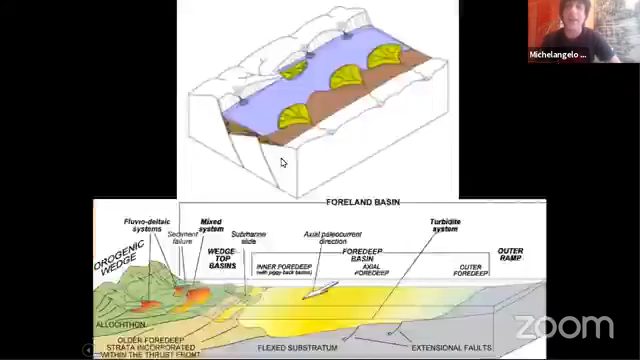 Michelangelo ...
FORELAND BASIN
Fluvio-deltaic
systems
Sediment
failure
Mixed
system
Submarine
slide
Axial paleocurrent
direction
Turbidite
system
OROGENIC
WEDGE
WEDGE
TOP
BASINS
FOREDEEP
BASIN
INNER FOREDEEP
(with piggy-back basins)
AXIAL
FOREDEEP
OUTER
FOREDEEP
OUTER
RAMP
ALLOCHTHON
OLDER FOREDEEP
STRATA INCORPORATED
WITHIN THE THRUST FRONT
FLEXED SUBSTRATUM
EXTENSIONAL FAULTS
zoom